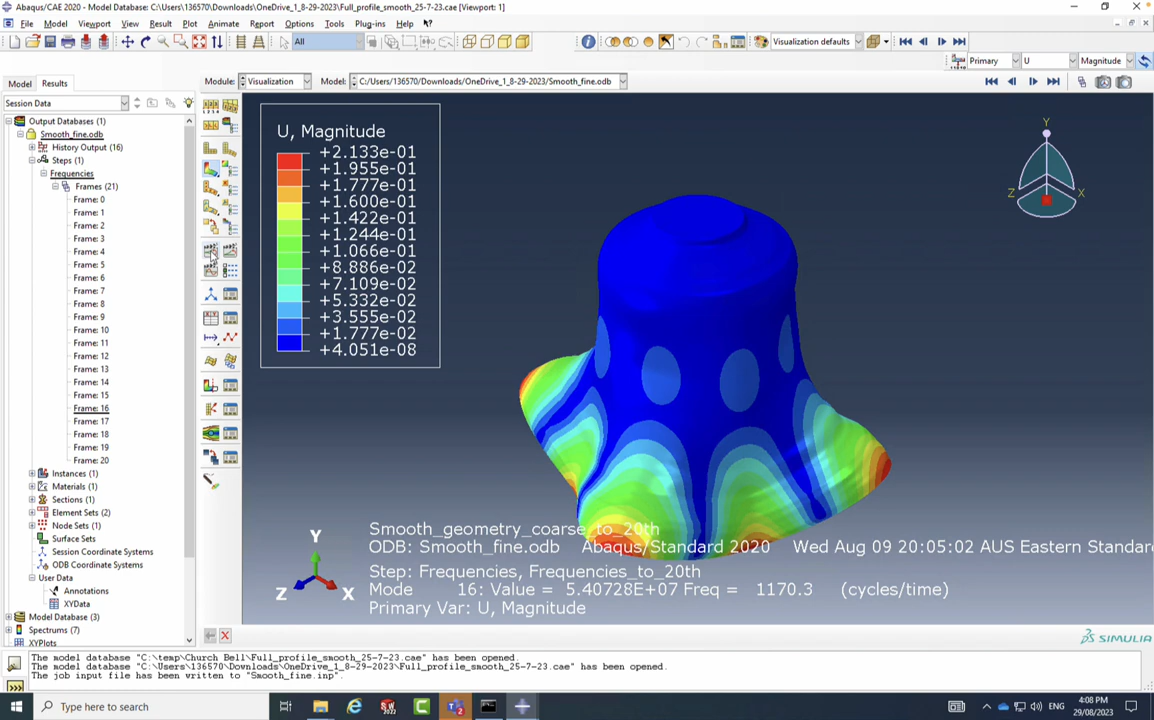 Abaqus/CAE 2020 - Model Database: C:\Users\136570\Downloads\OneDrive_1_8-29-2023\Full_profile_smooth_25-7-23.cae [Viewport: 1]
File Model Viewport View Result Plot Animate Report Options Tools Plug-ins Help
All Visualization defaults
Primary U Magnitude
Model Results Module: Visualization Model: C:/Users/136570/Downloads/OneDrive_1_8-29-2023/Smooth_fine.odb
Session Data
Output Databases (1)
Smooth_fine.odb
History Output (16)
Steps (1)
Frequencies
Frames (21)
Frame: 0
Frame: 1
Frame: 2
Frame: 3
Frame: 4
Frame: 5
Frame: 6
Frame: 7
Frame: 8
Frame: 9
Frame: 10
Frame: 11
Frame: 12
Frame: 13
Frame: 14
Frame: 15
Frame: 16
Frame: 17
Frame: 18
Frame: 19
Frame: 20
Instances (1)
Materials (1)
Sections (1)
Element Sets (2)
Node Sets (1)
Surface Sets
Session Coordinate Systems
ODB Coordinate Systems
User Data
Annotations
XYData
Model Database (3)
Spectrums (7)
XYPlots
U, Magnitude
+2.133e-01
+1.955e-01
+1.777e-01
+1.600e-01
+1.422e-01
+1.244e-01
+1.066e-01
+8.886e-02
+7.109e-02
+5.332e-02
+3.555e-02
+1.777e-02
+4.051e-08
Y
Z X
Y
Z X
Smooth_geometry_coarse_to_20th
ODB: Smooth_fine.odb Abaqus/Standard 2020 Wed Aug 09 20:05:02 AUS Eastern Standard
Step: Frequencies, Frequencies_to_20th
Mode 16: Value = 5.40728E+07 Freq = 1170.3 (cycles/time)
Primary Var: U, Magnitude
SIMULIA
The model database "C:\temp\Church Bell\Full_profile_smooth_25-7-23.cae" has been opened.
The model database "C:\Users\136570\Downloads\OneDrive_1_8-29-2023\Full_profile_smooth_25-7-23.cae" has been opened.
The job input file has been written to "Smooth_fine.inp".
Type here to search
ENG
4:08 PM
29/08/2023